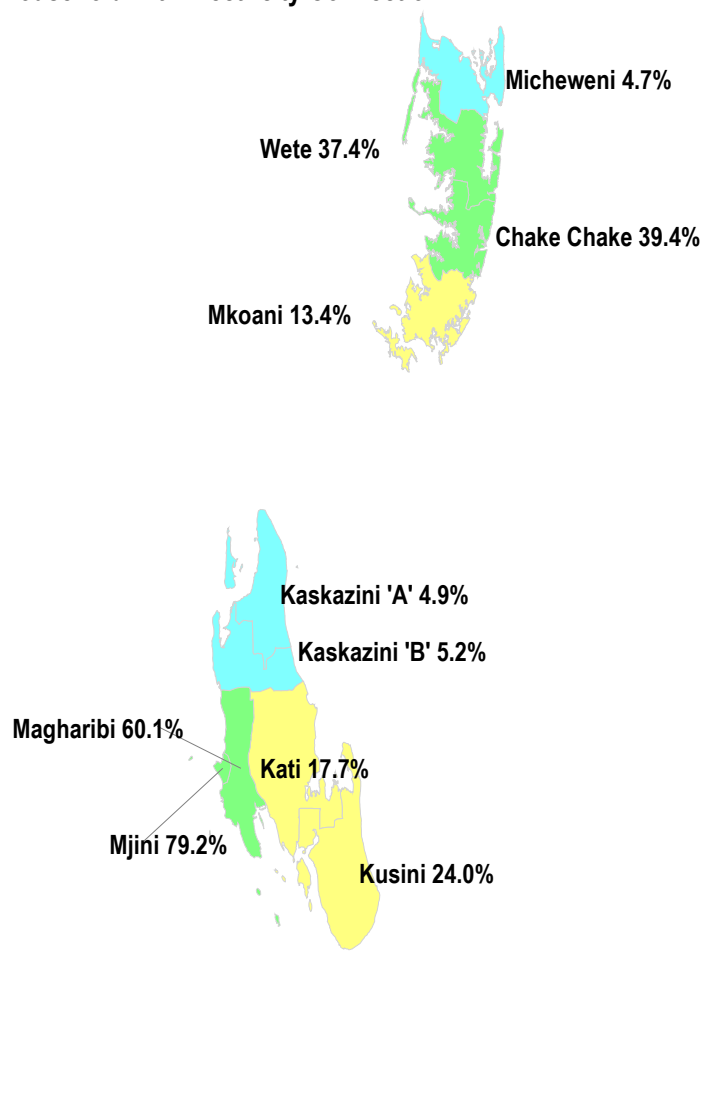 Micheweni 4.7%
Wete 37.4%
Chake Chake 39.4%
Mkoani 13.4%
Kaskazini 'A' 4.9%
Kaskazini 'B' 5.2%
Magharibi 60.1%
Kati 17.7%
Mjini 79.2%
Kusini 24.0%